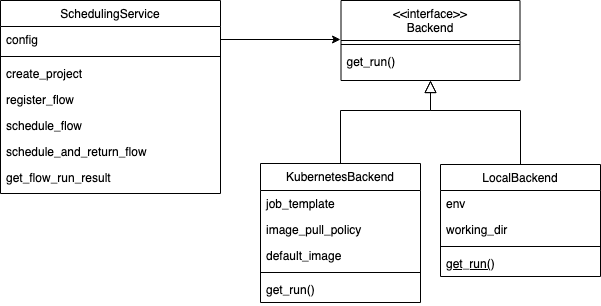 SchedulingService
config
create_project
register_flow
schedule_flow
schedule_and_return_flow
get_flow_run_result
<<interface>>
Backend
get_run()
KubernetesBackend
job_template
image_pull_policy
default_image
get_run()
LocalBackend
env
working_dir
get_run()